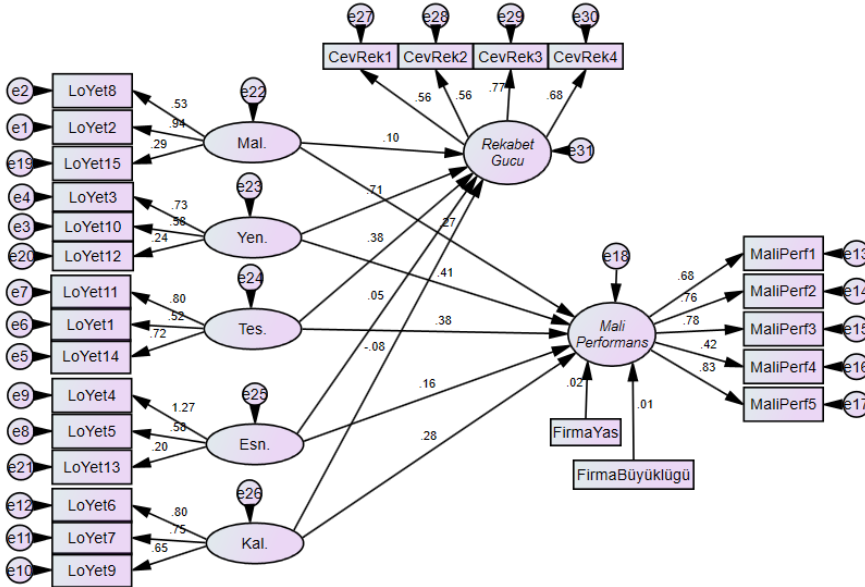 e27
e28
e29
e30
CevRek1
CevRek2
CevRek3
CevRek4
.56
.56
.77
.68
e2
LoYet8
.53
e22
e1
LoYet2
.94
Mal.
.10
Rekabet
Gucu
e31
e19
LoYet15
.29
e4
LoYet3
.73
e23
.71
e3
LoYet10
.58
Yen.
.27
e20
LoYet12
.24
.38
.41
e7
LoYet11
.80
e24
.05
e6
LoYet1
.52
Tes.
.38
e5
LoYet14
.72
-.08
e18
Mali
Performans
.68
MaliPerf1
e13
.76
MaliPerf2
e14
.78
MaliPerf3
e15
.42
MaliPerf4
e16
.83
MaliPerf5
e17
e9
LoYet4
1.27
e25
.16
.02
.01
e8
LoYet5
.58
Esn.
FirmaYas
e21
LoYet13
.20
.28
FirmaBüyüklügü
e12
LoYet6
.80
e26
e11
LoYet7
.75
Kal.
e10
LoYet9
.65